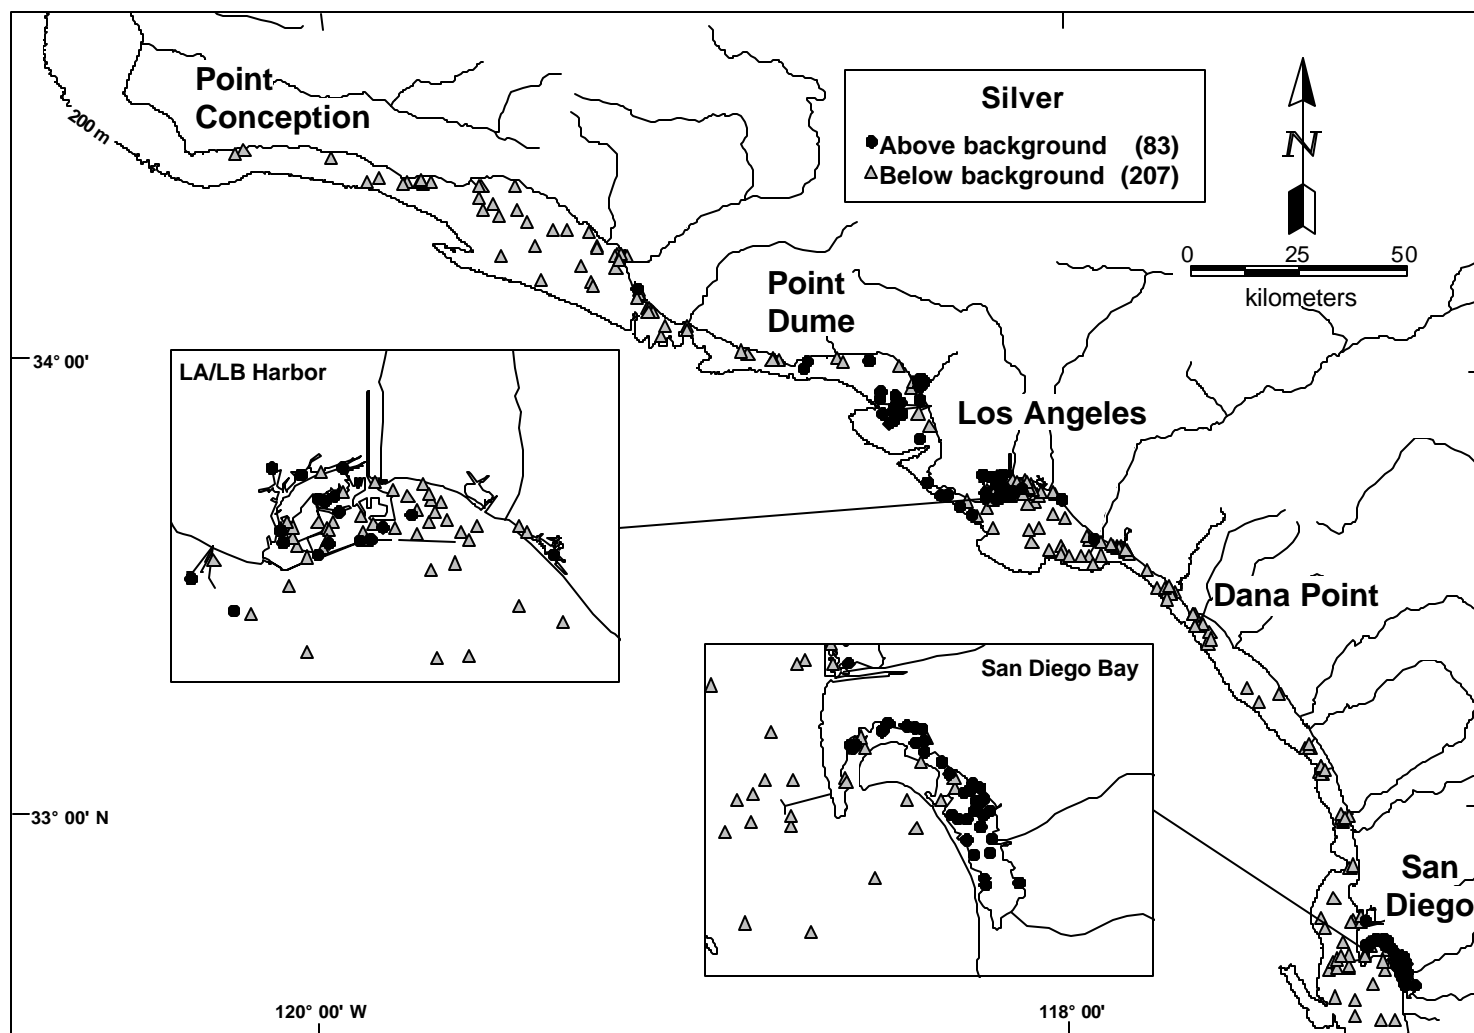 Point
Conception
200 m
Silver
Above background (83)
Below background (207)
N
0 25 50
kilometers
Point
Dume
34° 00'
LA/LB Harbor
Los Angeles
Dana Point
San Diego Bay
33° 00' N
San
Diego
120° 00' W
118° 00'